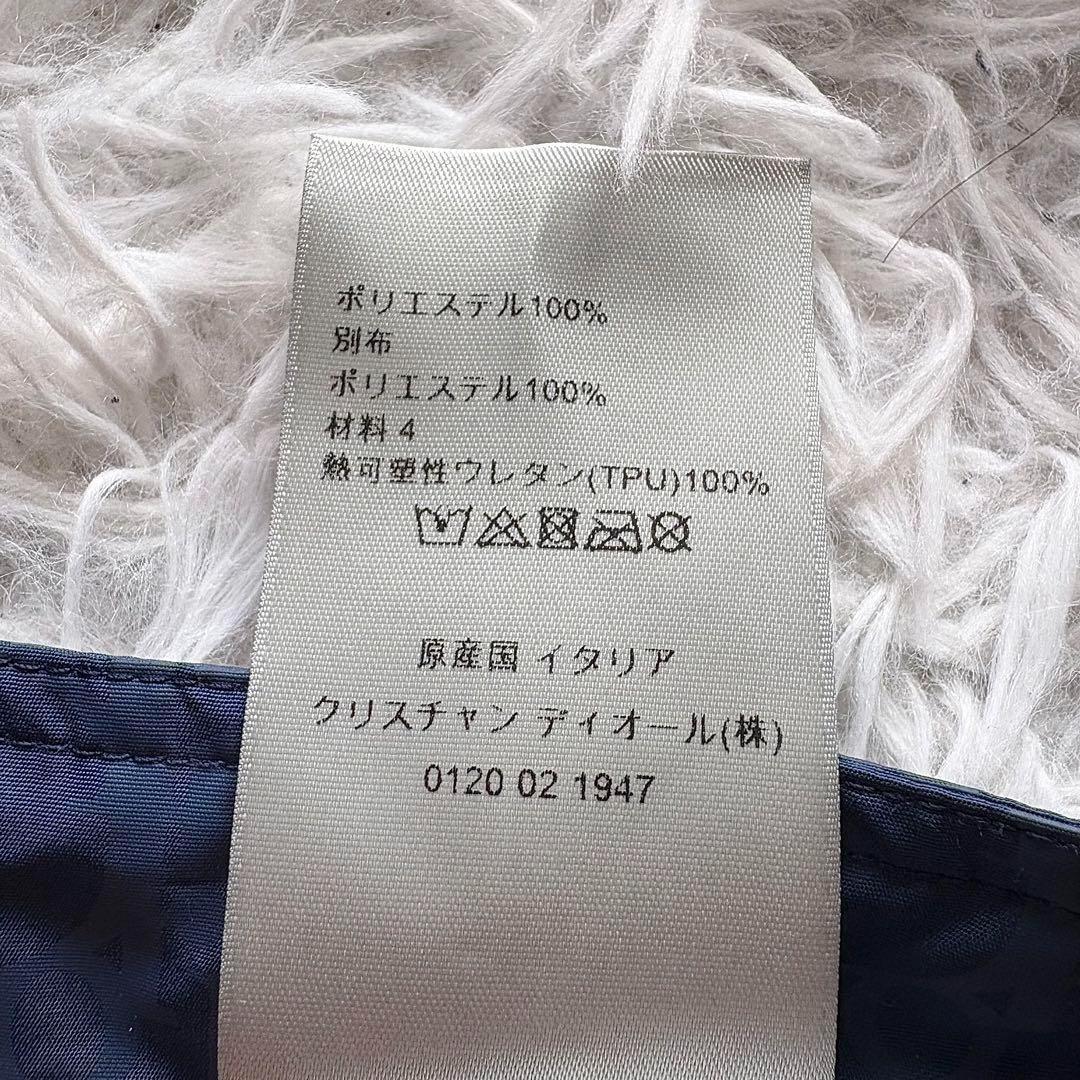 ポリエステル100%
別布
ポリエステル100%
材料 4
熱可塑性ウレタン(TPU)100%
原産国 イタリア
クリスチャン ディオール(株)
0120 02 1947